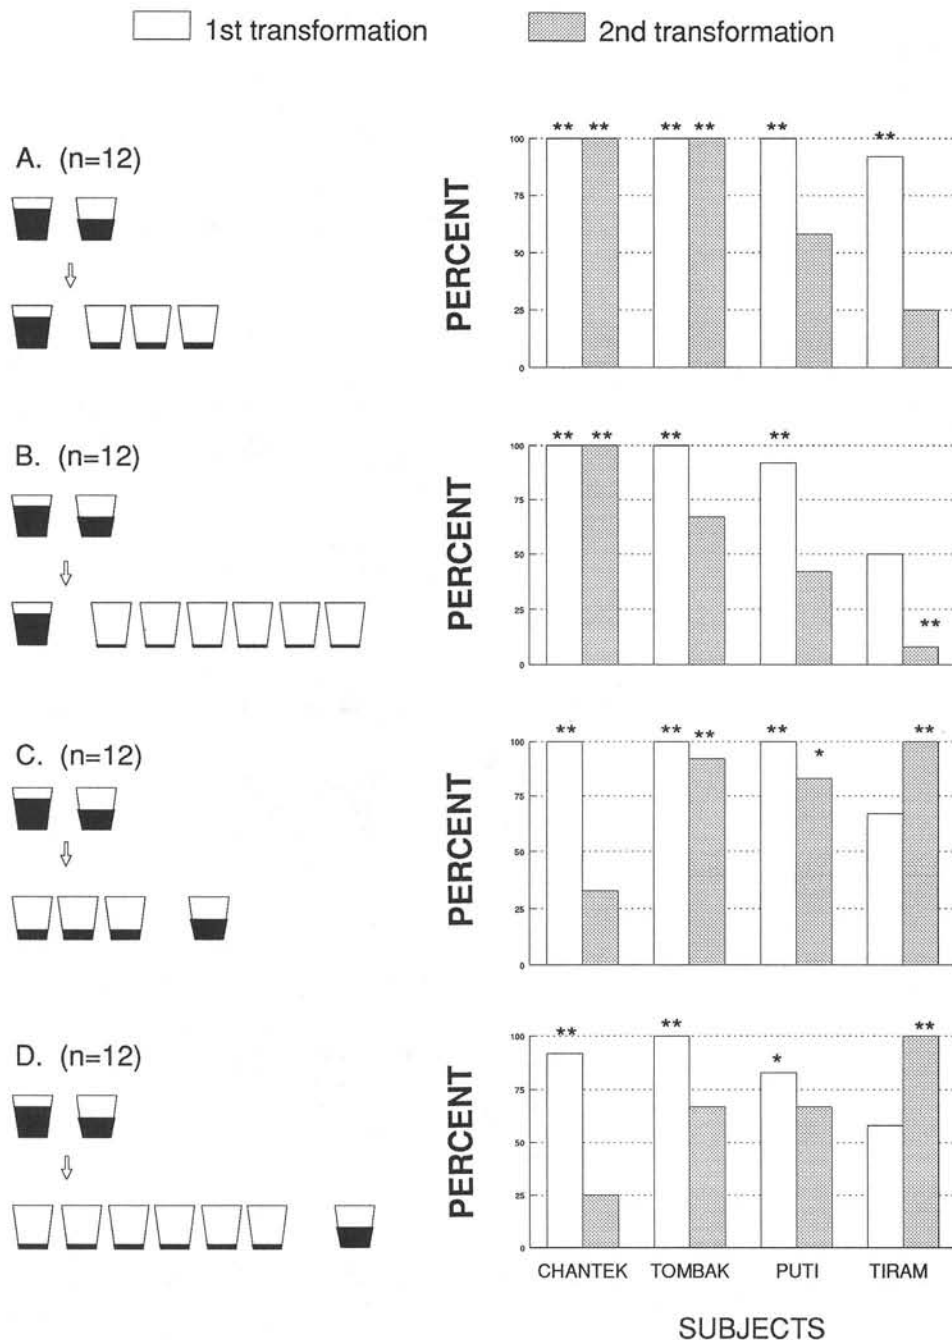 1st transformation 2nd transformation
A. (n=12)
PERCENT
100
75
50
25
0
** ** ** ** ** **
B. (n=12)
PERCENT
100
75
50
25
0
** ** ** ** **
C. (n=12)
PERCENT
100
75
50
25
0
** ** ** ** * **
D. (n=12)
PERCENT
100
75
50
25
0
** ** * **
CHANTEK TOMBAK PUTI TIRAM
SUBJECTS